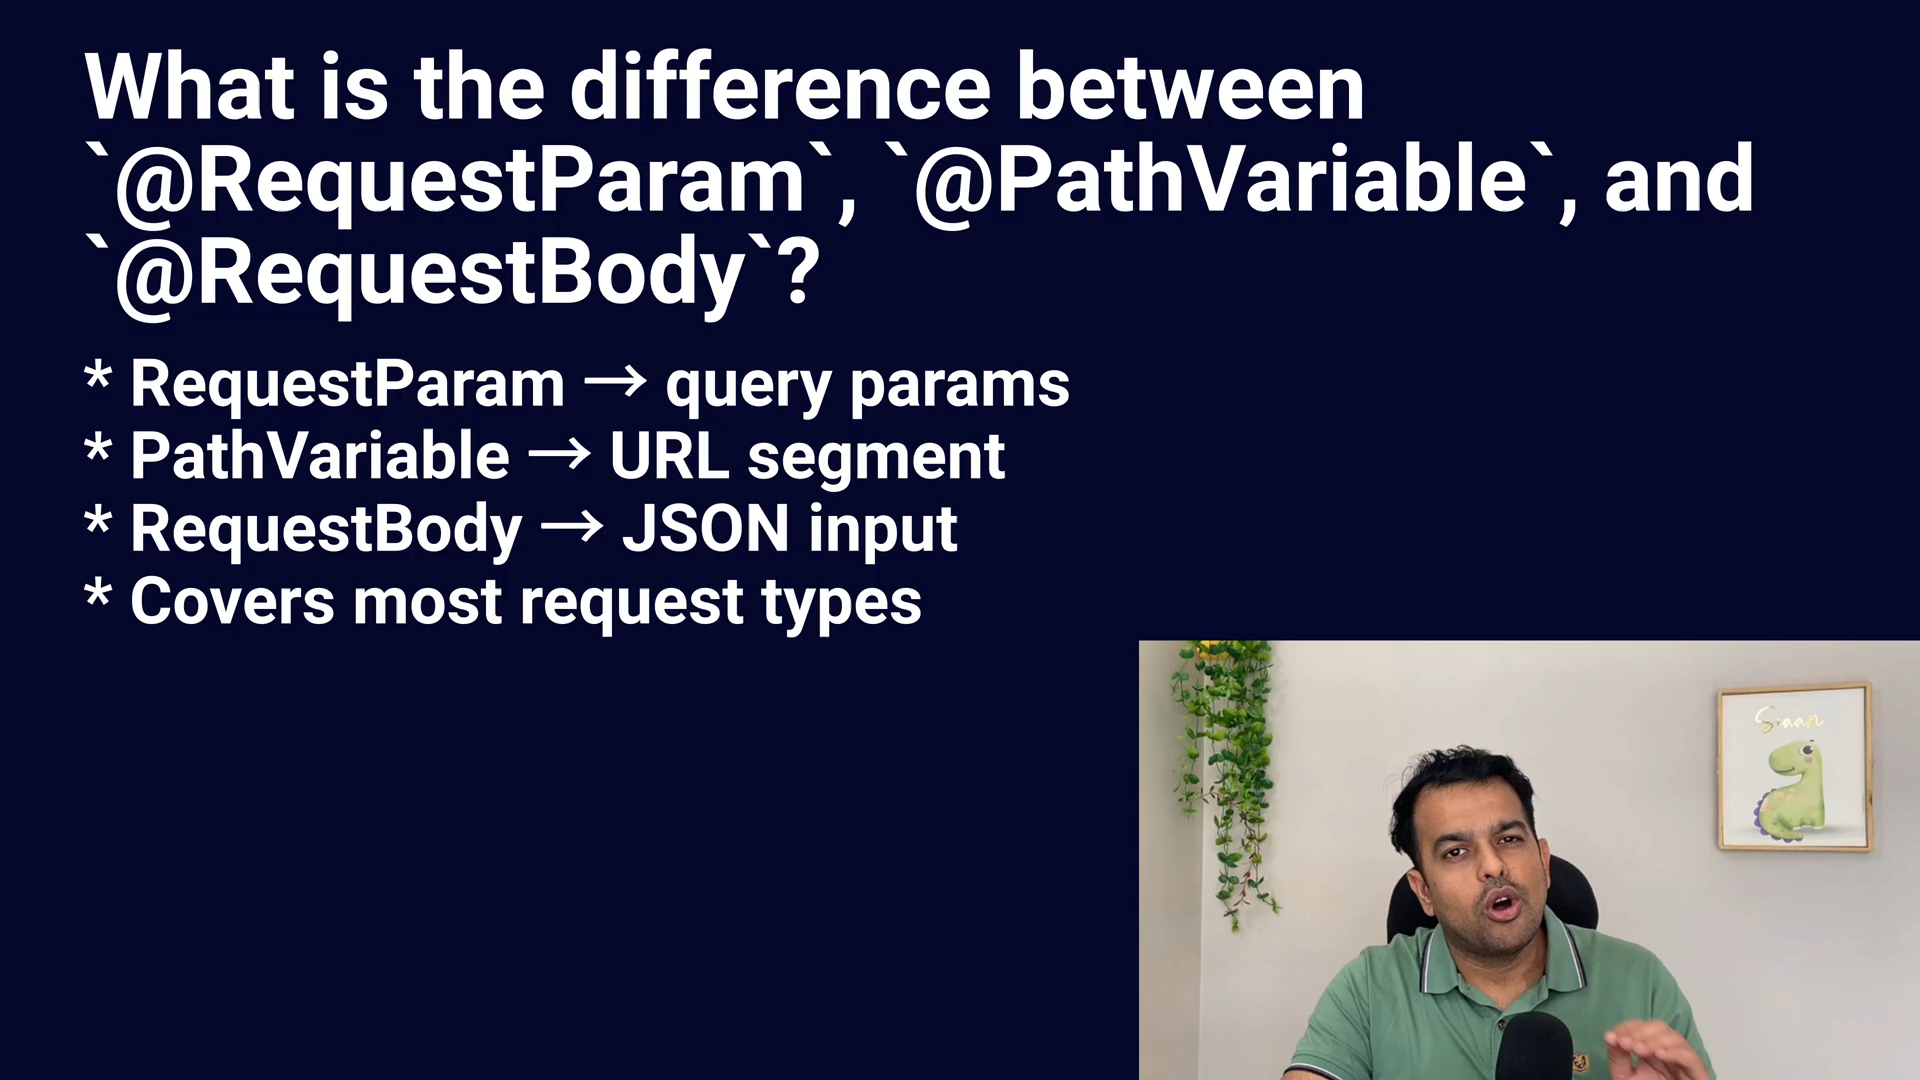 What is the difference between
`@RequestParam`, `@PathVariable`, and
`@RequestBody`?
* RequestParam → query params
* PathVariable → URL segment
* RequestBody → JSON input
* Covers most request types
Siaan